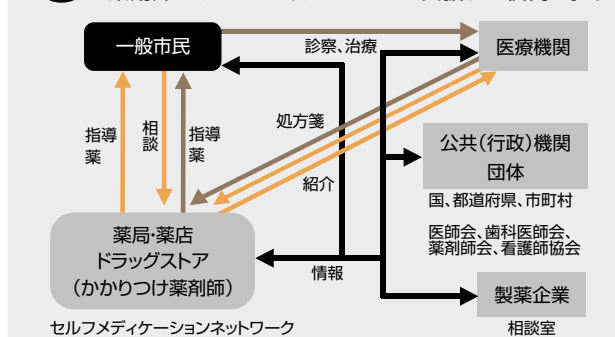 一般市民
診察、治療
医療機関
指導
薬
相談
指導
薬
処方箋
紹介
公共（行政）機関
団体
国、都道府県、市町村
医師会、歯科医師会、
薬剤師会、看護師協会
薬局・薬店
ドラッグストア
（かかりつけ薬剤師）
情報
製薬企業
相談室
セルフメディケーションネットワーク